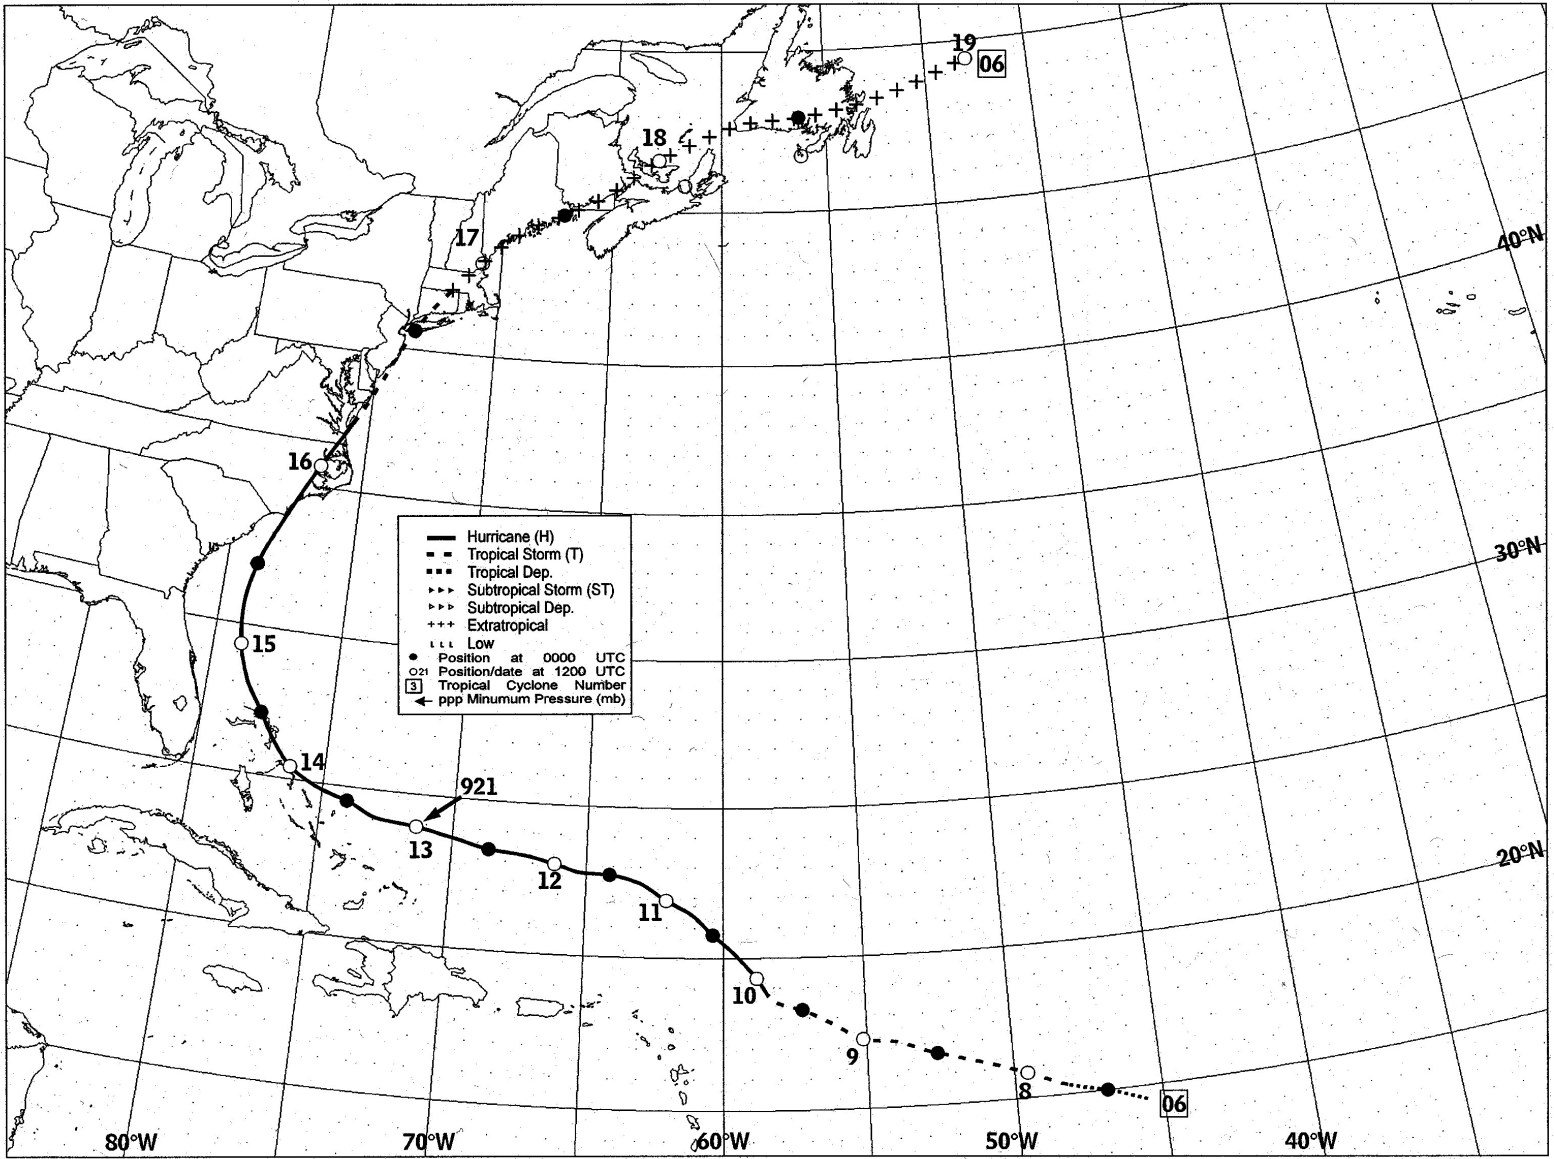 19
06
18
17
40°N
16
Hurricane (H)
Tropical Storm (T)
Tropical Dep.
Subtropical Storm (ST)
Subtropical Dep.
Extratropical
Low
Position at 0000 UTC
21 Position/date at 1200 UTC
3 Tropical Cyclone Number
ppp Minumum Pressure (mb)
30°N
15
14
921
13
12
11
20°N
10
9
8
06
80°W 70°W 60°W 50°W 40°W